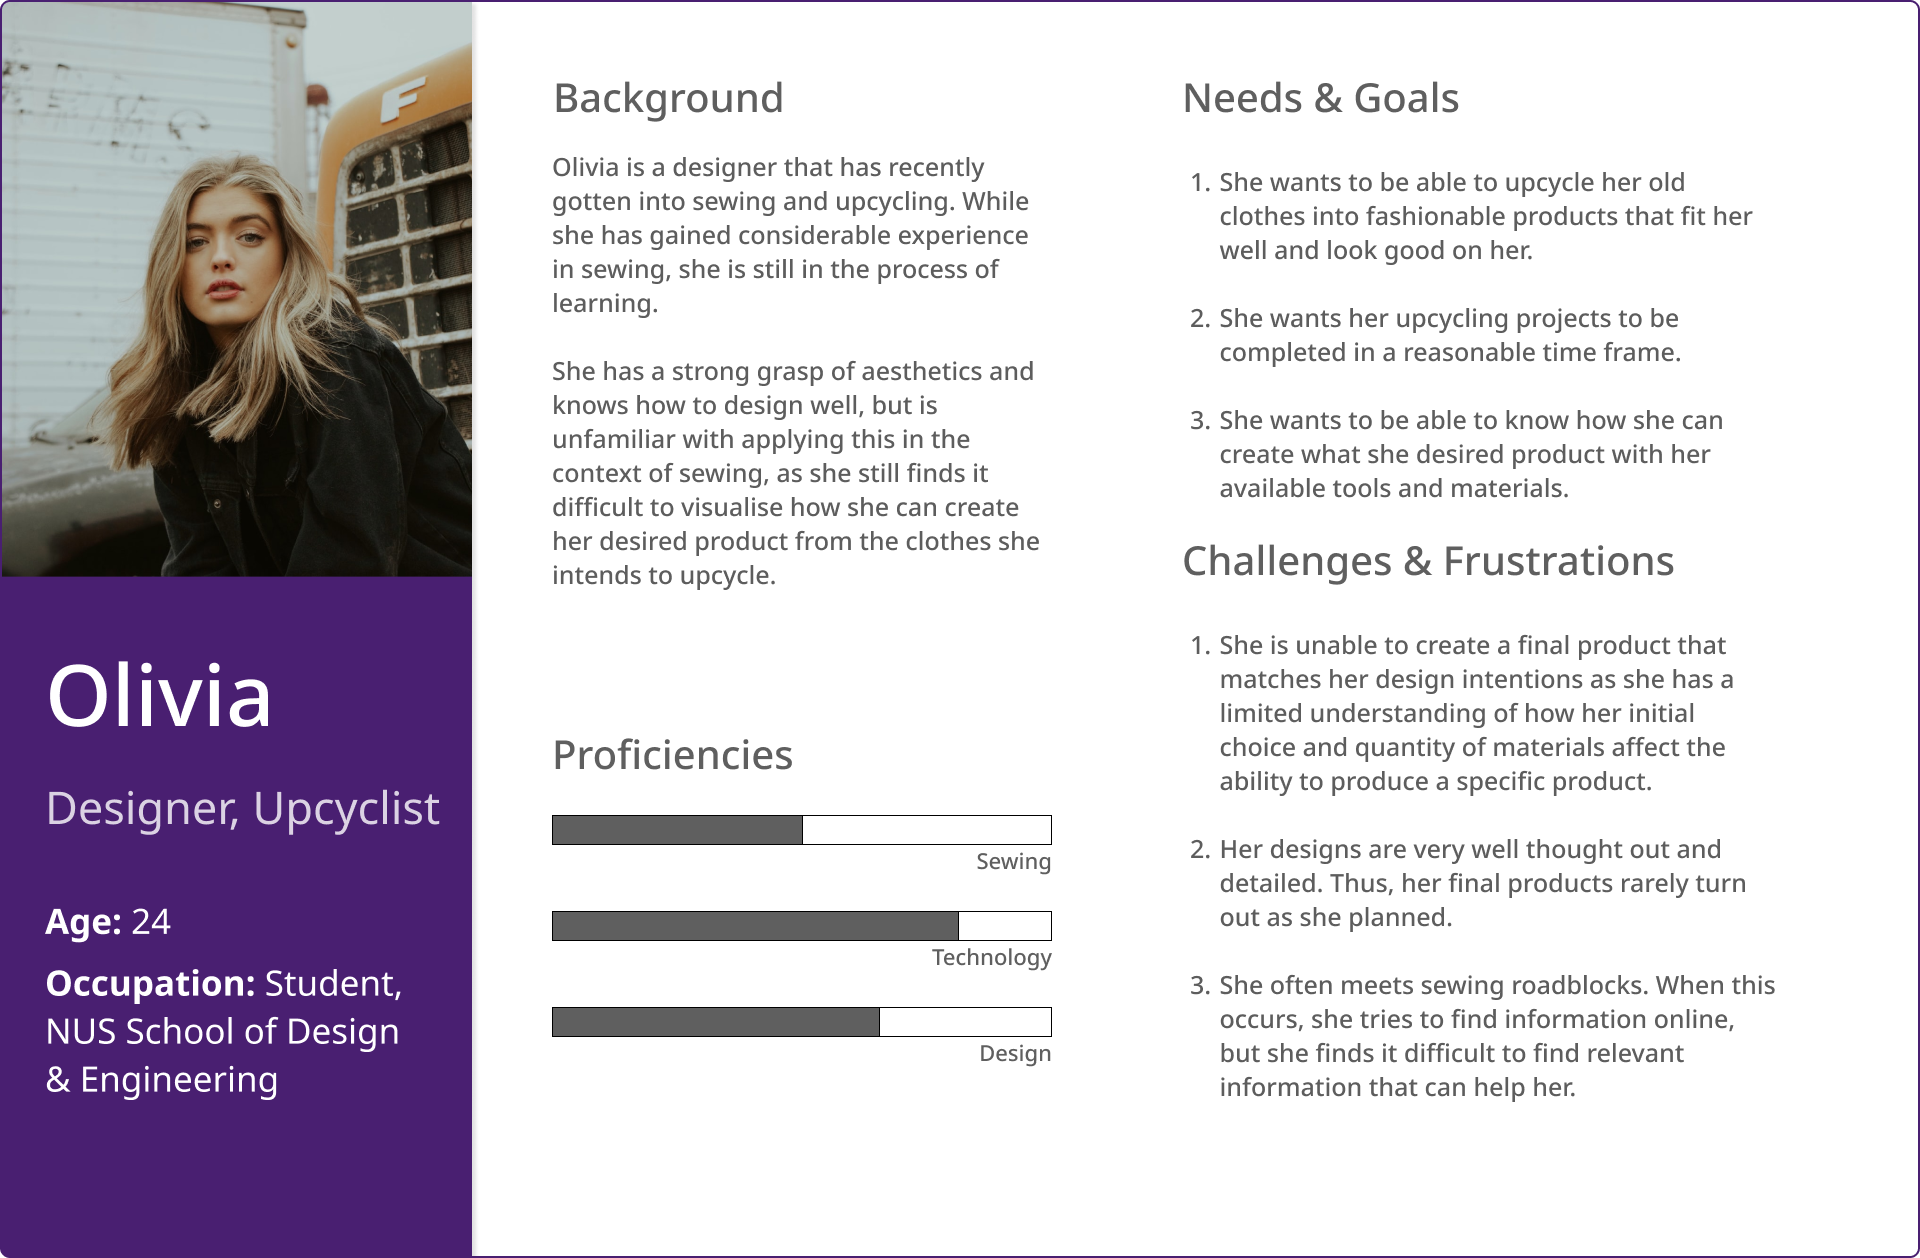 F
Olivia
Designer, Upcyclist
Age: 24
Occupation: Student,
NUS School of Design
& Engineering
Background
Olivia is a designer that has recently
gotten into sewing and upcycling. While
she has gained considerable experience
in sewing, she is still in the process of
learning.
She has a strong grasp of aesthetics and
knows how to design well, but is
unfamiliar with applying this in the
context of sewing, as she still finds it
difficult to visualise how she can create
her desired product from the clothes she
intends to upcycle.
Proficiencies
Sewing
Technology
Design
Needs & Goals
1. She wants to be able to upcycle her old
clothes into fashionable products that fit her
well and look good on her.
2. She wants her upcycling projects to be
completed in a reasonable time frame.
3. She wants to be able to know how she can
create what she desired product with her
available tools and materials.
Challenges & Frustrations
1. She is unable to create a final product that
matches her design intentions as she has a
limited understanding of how her initial
choice and quantity of materials affect the
ability to produce a specific product.
2. Her designs are very well thought out and
detailed. Thus, her final products rarely turn
out as she planned.
3. She often meets sewing roadblocks. When this
occurs, she tries to find information online,
but she finds it difficult to find relevant
information that can help her.